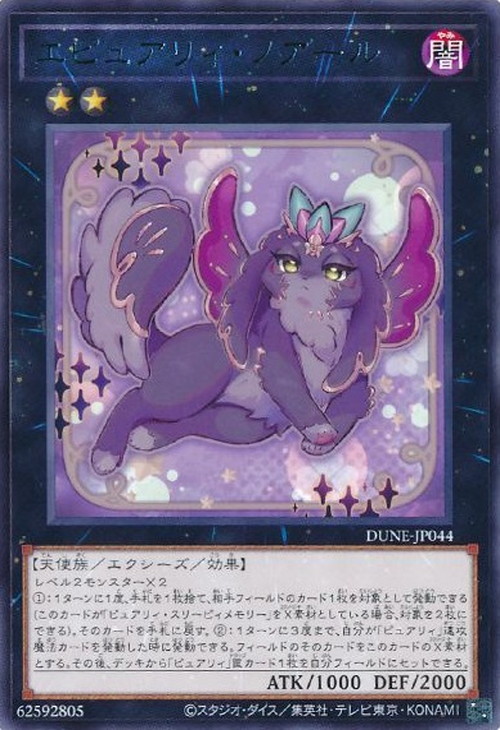 エピュアリィ・ノアール
闇
DUNE-JP044
【天使族／エクシーズ／効果】
レベル２モンスター×２
①：１ターンに１度、手札を１枚捨て、相手フィールドのカード１枚を対象として発動できる
（このカードが「ピュアリィ・スリーピィメモリー」をX素材としている場合、対象を２枚に
できる）。そのカードを手札に戻す。②：１ターンに３度まで、自分が「ピュアリィ」速攻
魔法カードを発動した時に発動できる。フィールドのそのカードをこのカードのX素材
とする。その後、デッキから「ピュアリィ」罠カード１枚を自分フィールドにセットできる。
ATK/1000 DEF/2000
62592805
©スタジオ・ダイス／集英社・テレビ東京・KONAMI